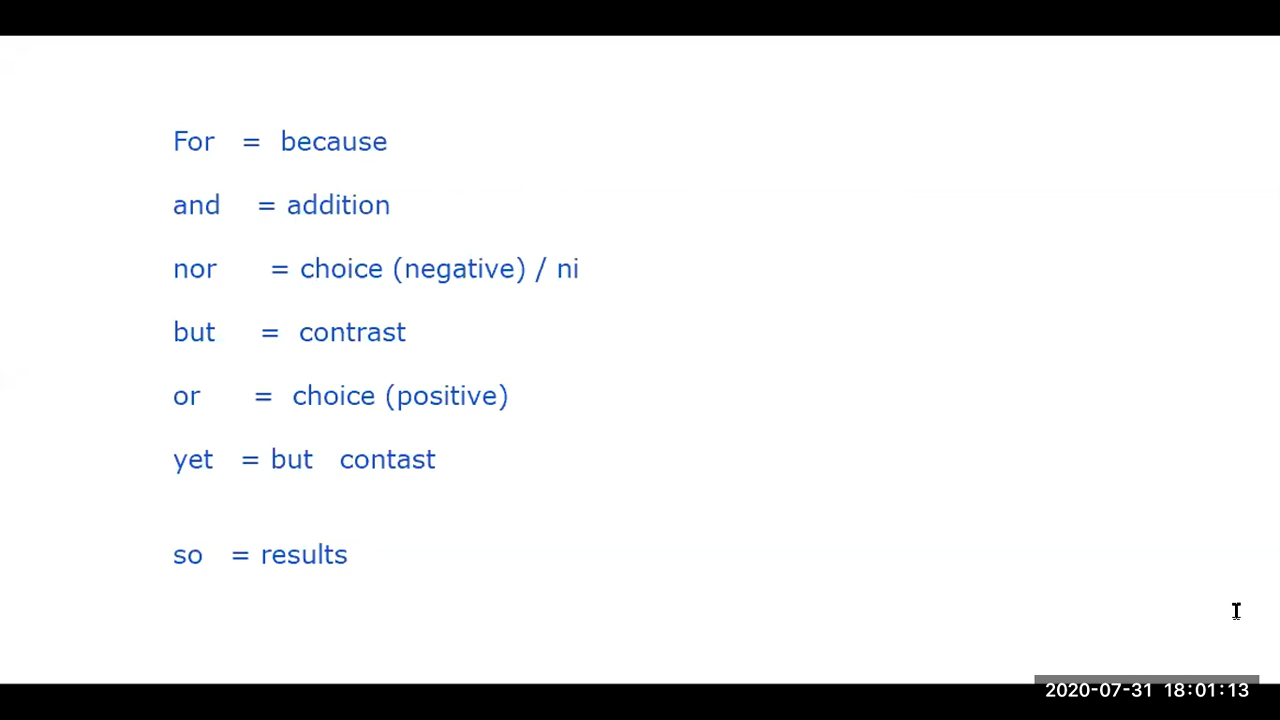 For = because
and = addition
nor = choice (negative) / ni
but = contrast
or = choice (positive)
yet = but contast
so = results
2020-07-31 18:01:13